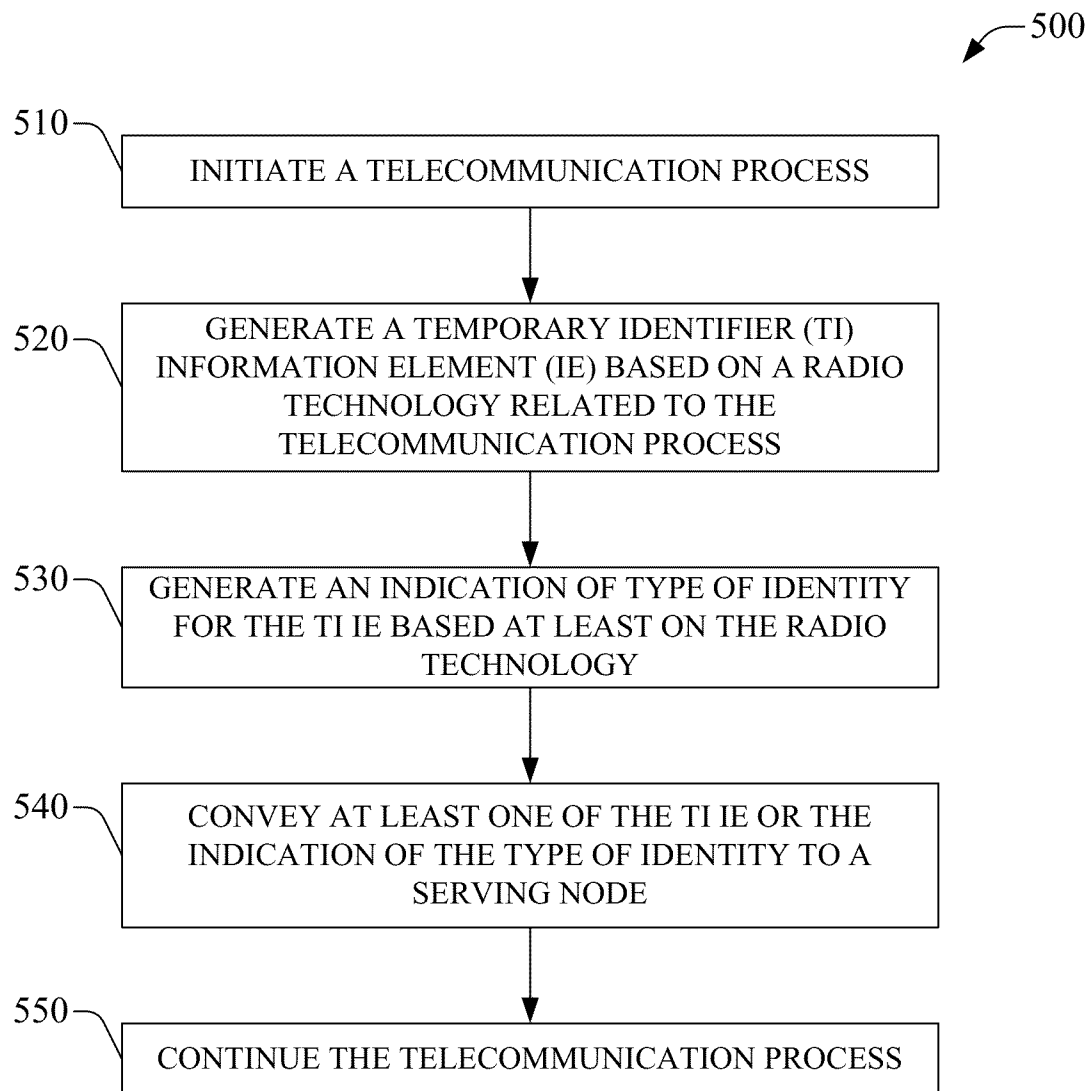 500
510
INITIATE A TELECOMMUNICATION PROCESS
520
GENERATE A TEMPORARY IDENTIFIER (TI)
INFORMATION ELEMENT (IE) BASED ON A RADIO
TECHNOLOGY RELATED TO THE
TELECOMMUNICATION PROCESS
530
GENERATE AN INDICATION OF TYPE OF IDENTITY
FOR THE TI IE BASED AT LEAST ON THE RADIO
TECHNOLOGY
540
CONVEY AT LEAST ONE OF THE TI IE OR THE
INDICATION OF THE TYPE OF IDENTITY TO A
SERVING NODE
550
CONTINUE THE TELECOMMUNICATION PROCESS